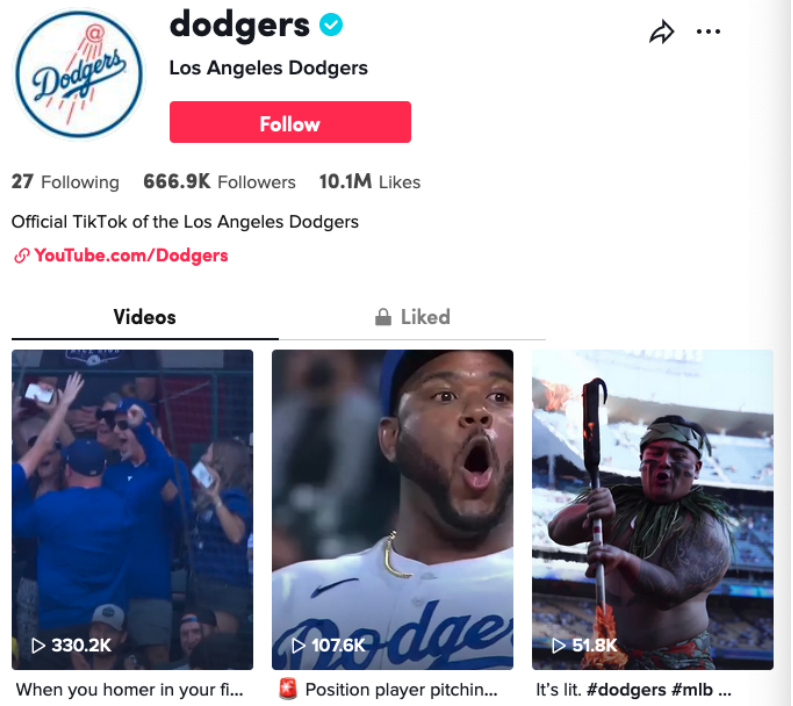 dodgers
Dodgers
Los Angeles Dodgers
Follow
27 Following 666.9K Followers 10.1M Likes
Official TikTok of the Los Angeles Dodgers
YouTube.com/Dodgers
Videos Liked
Dodge
330.2K 107.6K 51.8K
When you homer in your fi... 🚨 Position player pitchin... It's lit. #dodgers #mlb ...